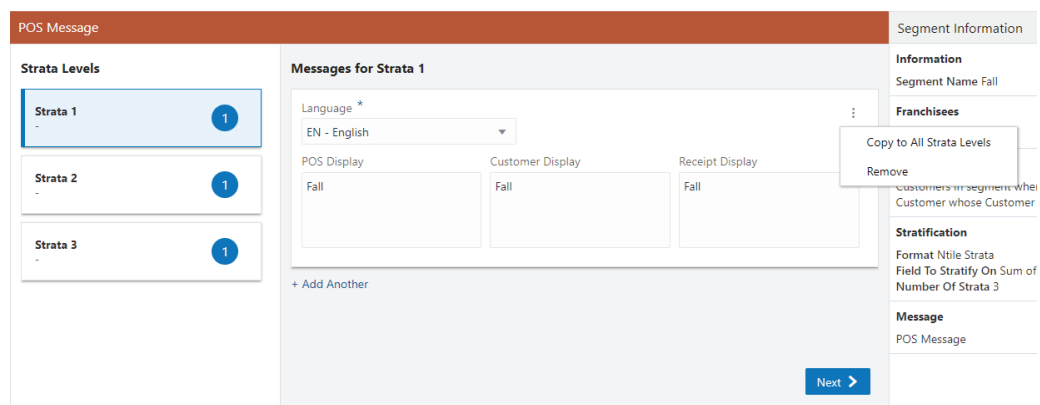 POS Message
Strata Levels
Strata 1
-
1
Strata 2
-
1
Strata 3
-
1
Messages for Strata 1
Language *
EN - English
POS Display
Fall
Customer Display
Fall
Receipt Display
Fall
+ Add Another
Next
Copy to All Strata Levels
Remove
Segment Information
Information
Segment Name Fall
Franchisees
Customers in segment wher
Customer whose Customer
Stratification
Format Ntile Strata
Field To Stratify On Sum of
Number Of Strata 3
Message
POS Message